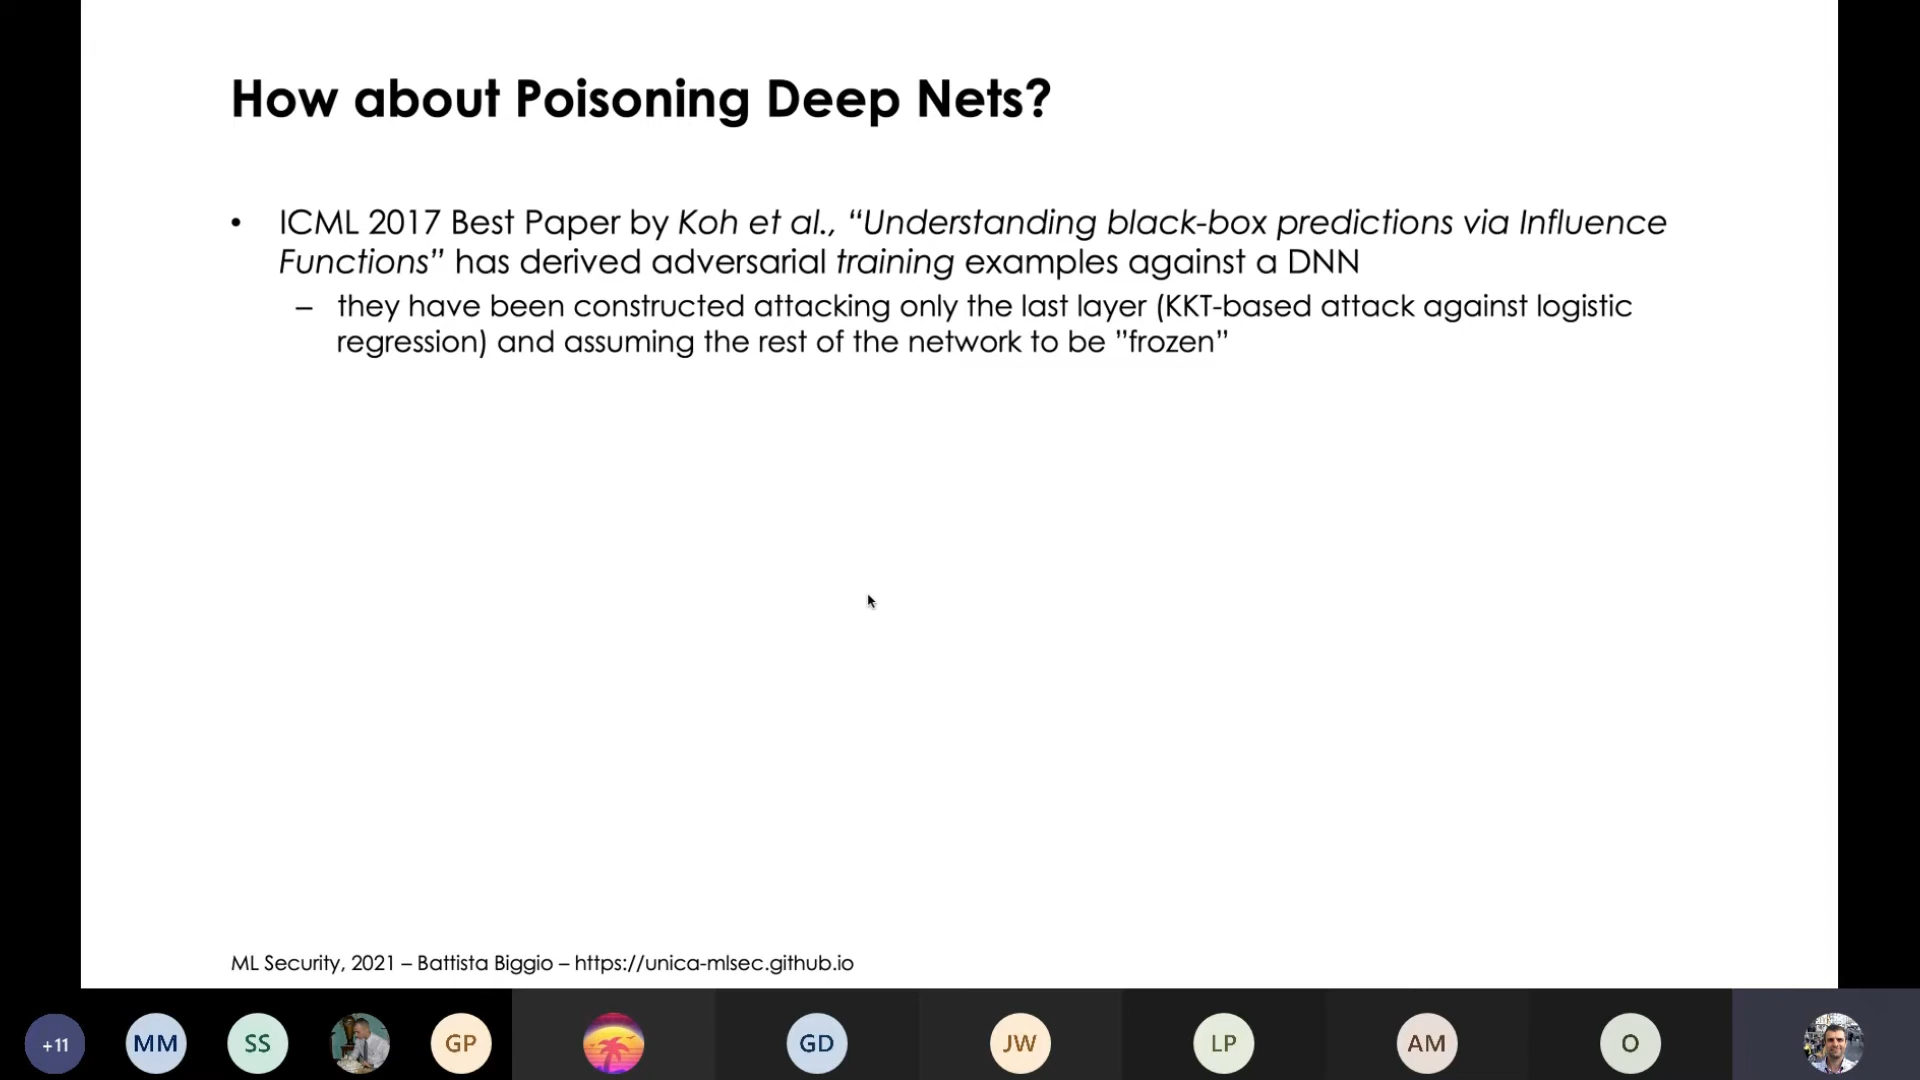 How about Poisoning Deep Nets?
• ICML 2017 Best Paper by Koh et al., “Understanding black-box predictions via Influence
Functions” has derived adversarial training examples against a DNN
– they have been constructed attacking only the last layer (KKT-based attack against logistic
regression) and assuming the rest of the network to be ”frozen”
ML Security, 2021 – Battista Biggio – https://unica-mlsec.github.io
+11 MM SS GP GD JW LP AM O